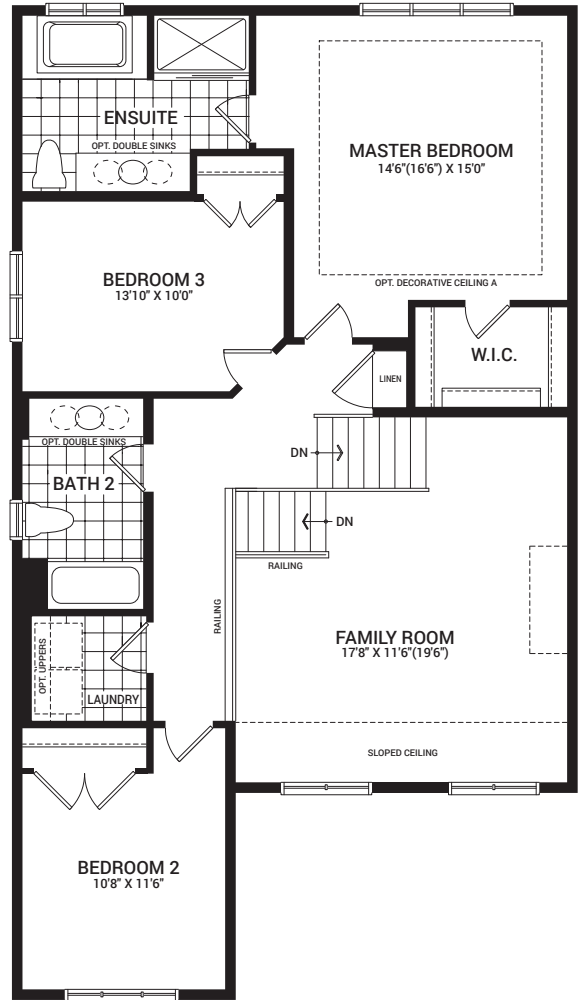 ENSUITE
OPT. DOUBLE SINKS
MASTER BEDROOM
14'6"(16'6") X 15'0"
OPT. DECORATIVE CEILING A
BEDROOM 3
13'10" X 10'0"
W.I.C.
LINEN
OPT. DOUBLE SINKS
BATH 2
DN
DN
RAILING
RAILING
FAMILY ROOM
17'8" X 11'6"(19'6")
OPT. UPPERS
LAUNDRY
SLOPED CEILING
BEDROOM 2
10'8" X 11'6"